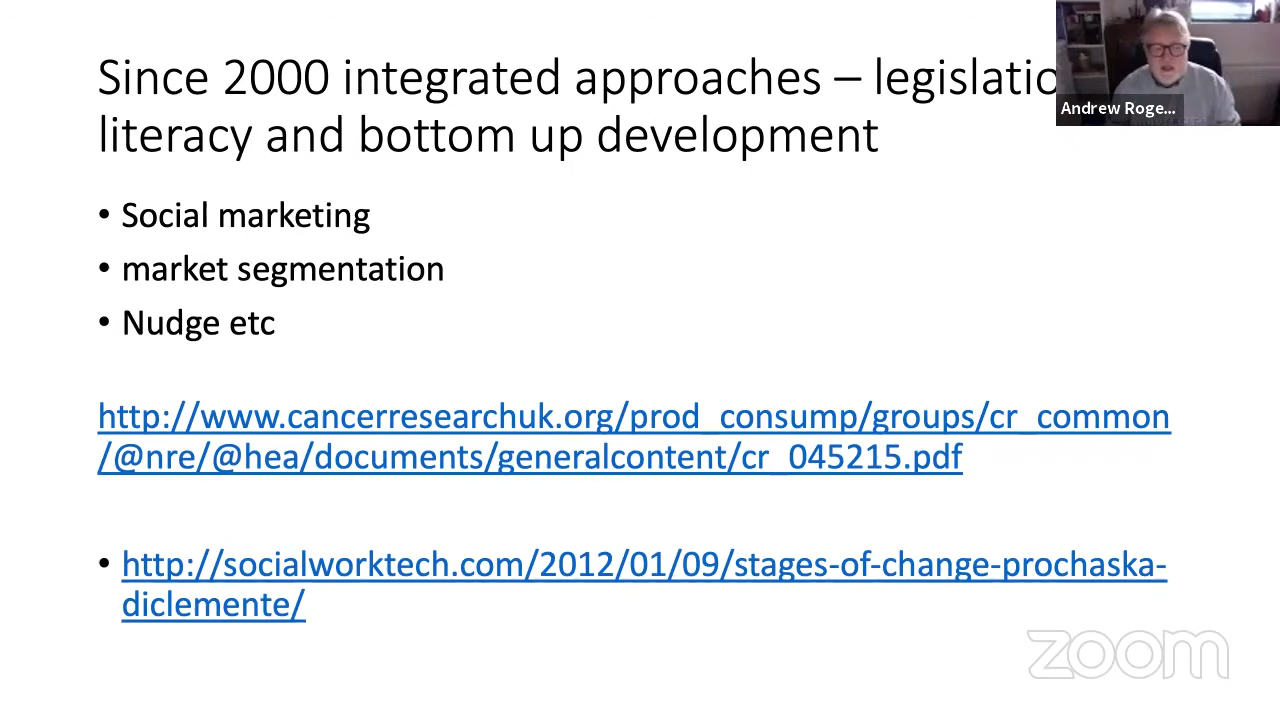 Since 2000 integrated approaches – legislatio
literacy and bottom up development
Andrew Roge...
• Social marketing
• market segmentation
• Nudge etc
http://www.cancerresearchuk.org/prod_consump/groups/cr_common
/@nre/@hea/documents/generalcontent/cr_045215.pdf
• http://socialworktech.com/2012/01/09/stages-of-change-prochaska-
diclemente/
zoom